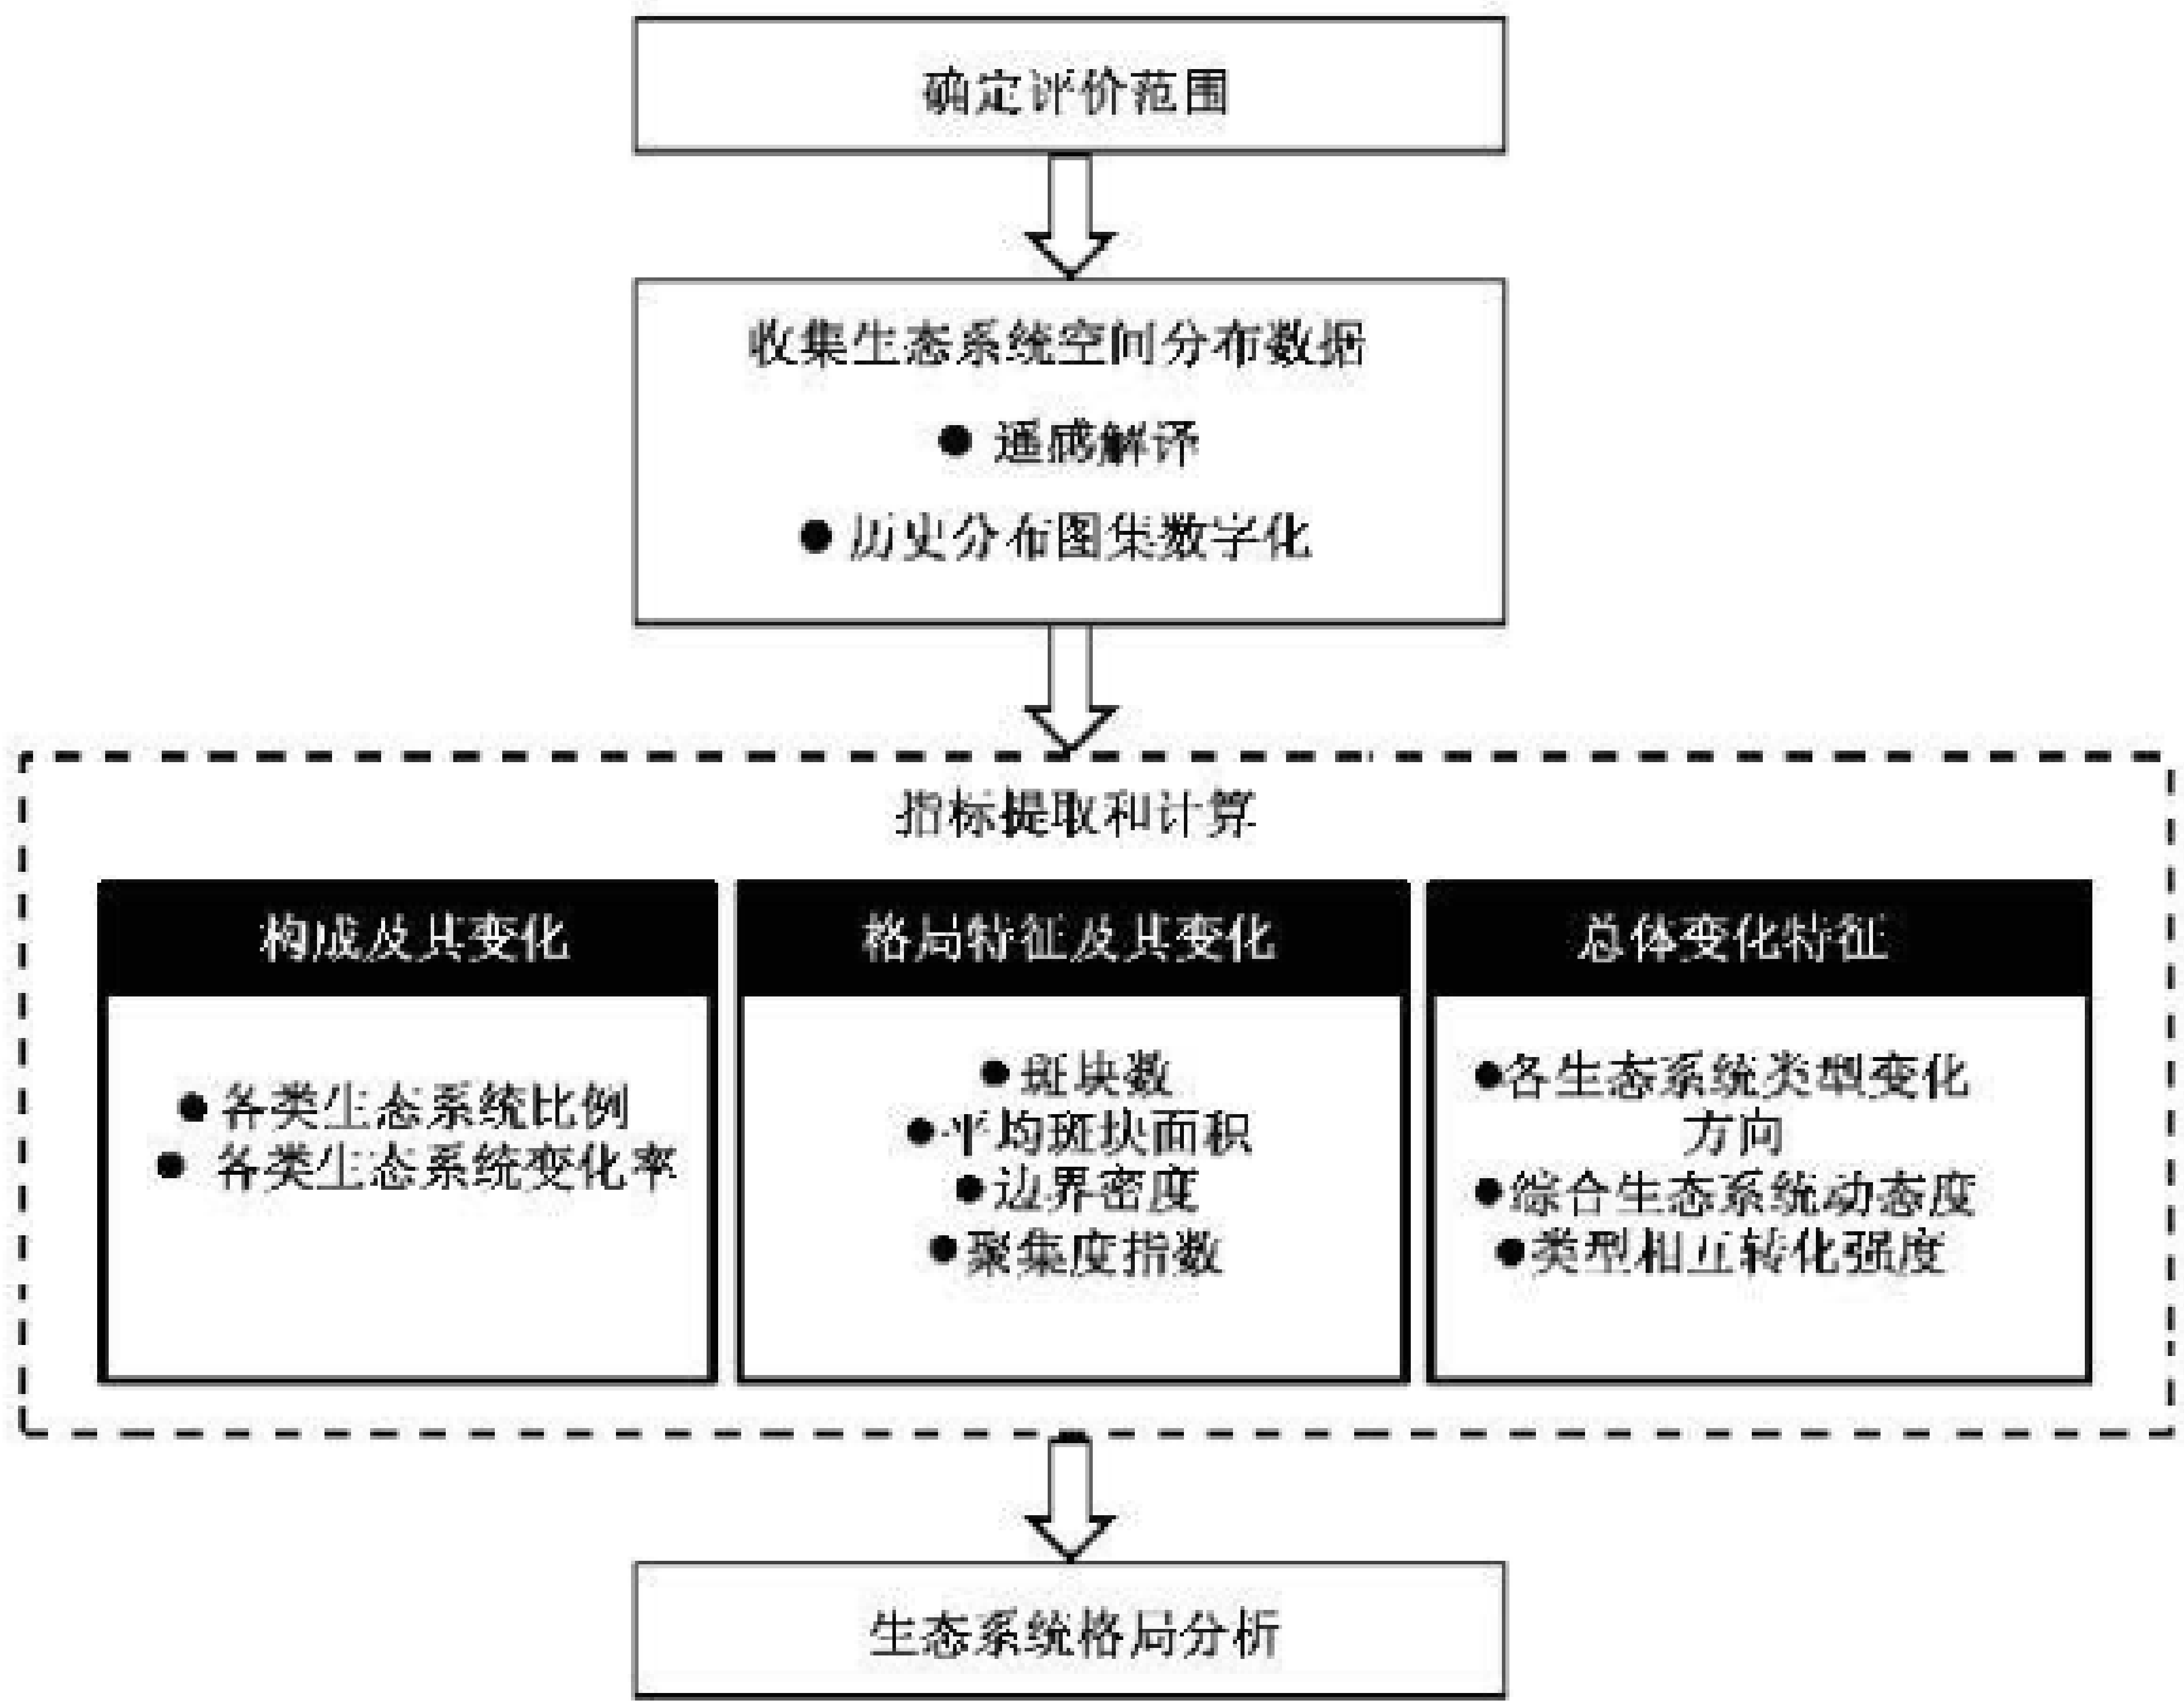 确定评价范围
收集生态系统空间分布数据
● 遥感解译
● 历史分布图集数字化
指标提取和计算
构成及其变化
● 各类生态系统比例
● 各类生态系统变化率
格局特征及其变化
● 斑块数
● 平均斑块面积
● 边界密度
● 聚集度指数
总体变化特征
●各生态系统类型变化
方向
●综合生态系统动态度
●类型相互转化强度
生态系统格局分析